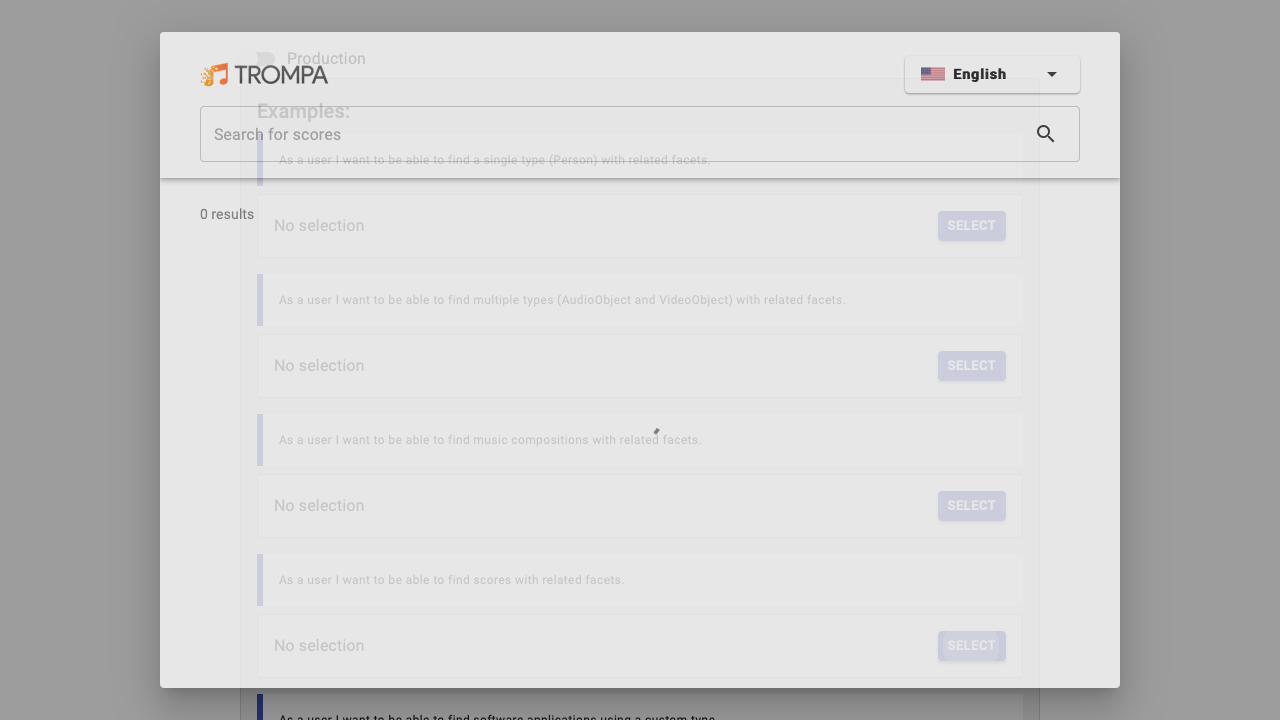 Production
TROMPA
English
Examples:
Search for scores
As a user I want to be able to find a single type (Person) with related facets.
0 results
No selection
SELECT
As a user I want to be able to find multiple types (AudioObject and VideoObject) with related facets.
No selection
SELECT
As a user I want to be able to find music compositions with related facets.
No selection
SELECT
As a user I want to be able to find scores with related facets.
No selection
SELECT
As a user I want to be able to find software applications using a custom type.